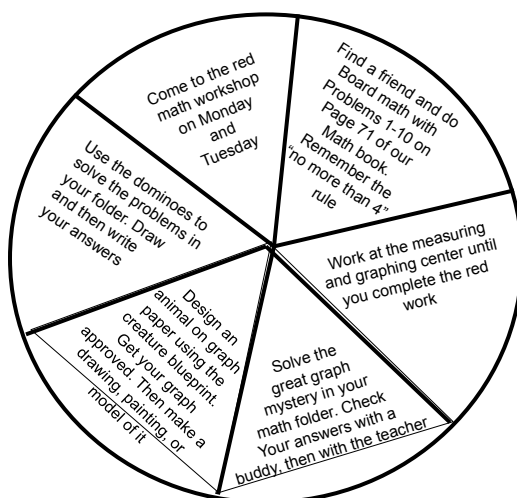 Come to the red
math workshop
on Monday
and
Tuesday
Find a friend and do
Board math with
Problems 1-10 on
Page 71 of our
Math book.
Remember the
“no more than 4”
rule
Work at the measuring
and graphing center until
you complete the red
work
Solve the
great graph
mystery in your
math folder. Check
Your answers with a
buddy, then with the teacher
Design an
animal on graph
paper using the
creature blueprint.
Get your graph
approved. Then make a
drawing, painting, or
model of it
Use the dominoes to
solve the problems in
your folder. Draw
and then write
your answers